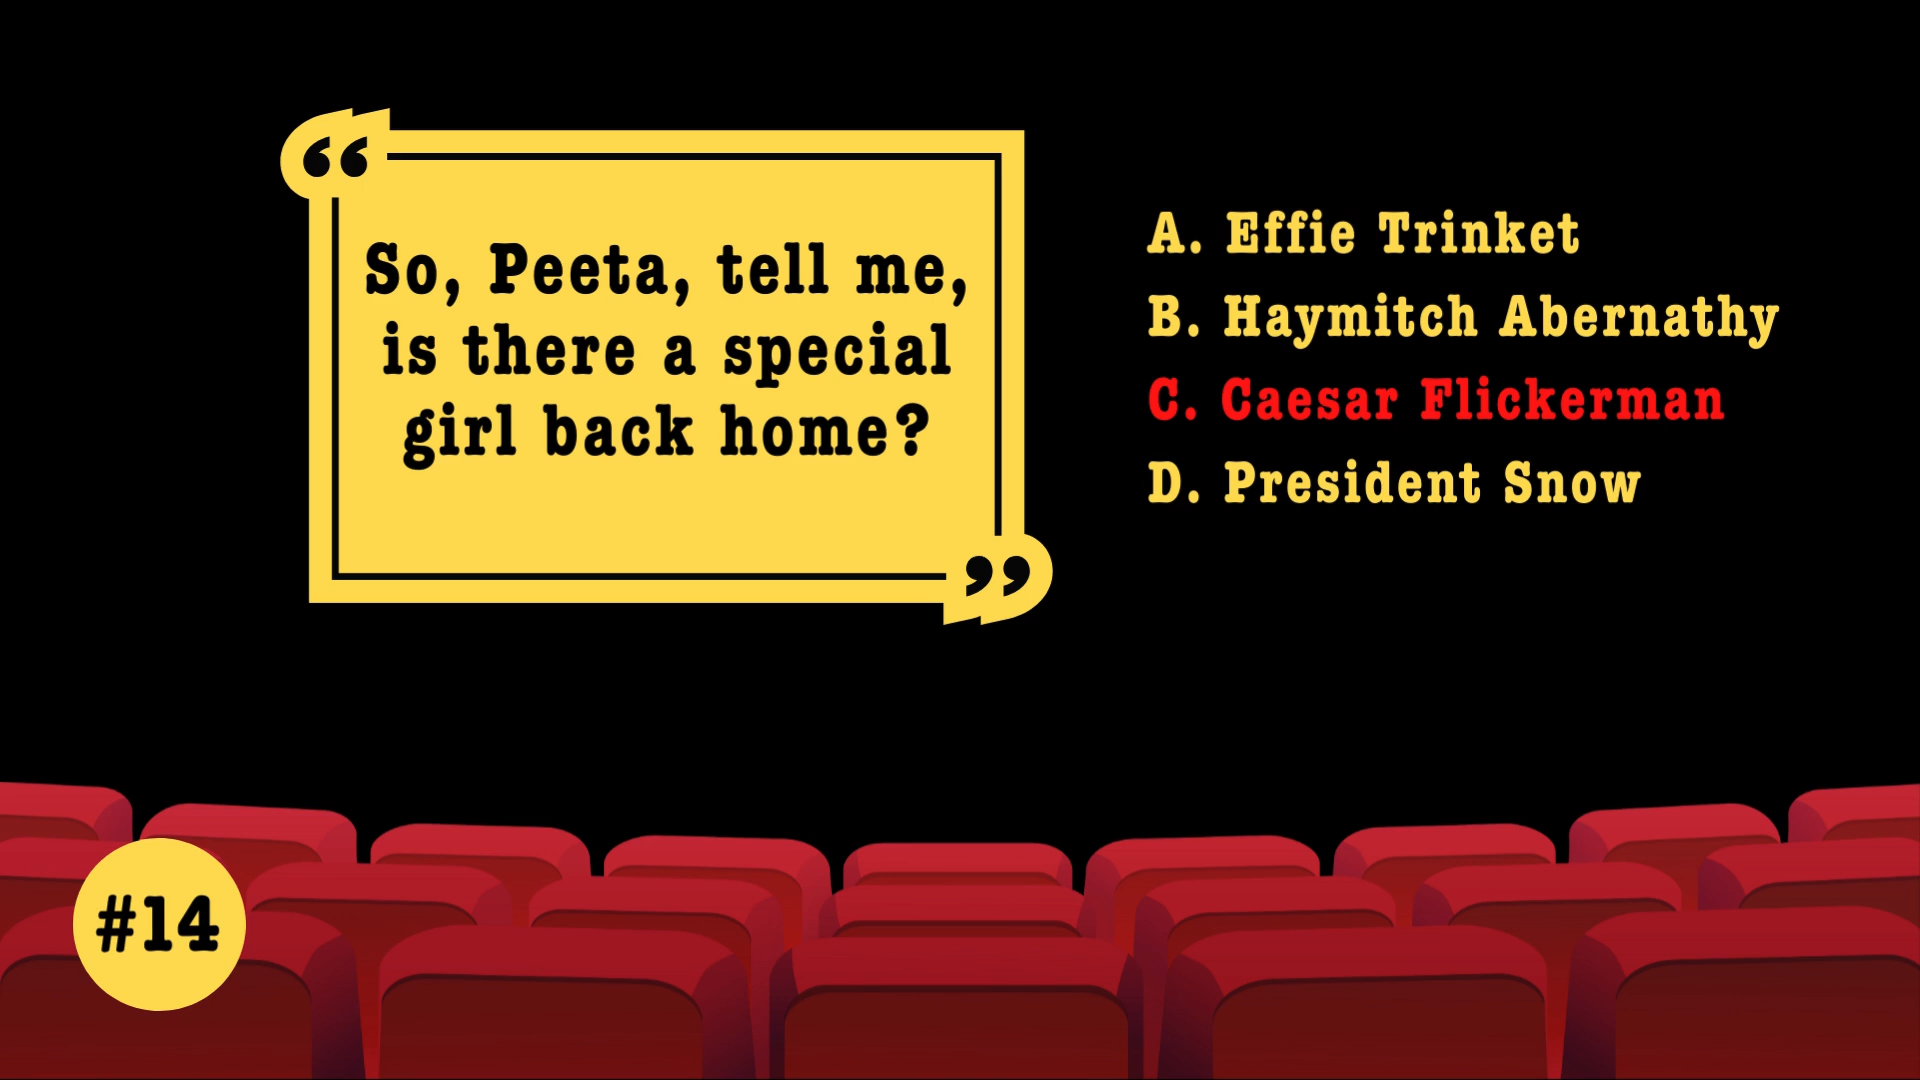 “
So, Peeta, tell me,
is there a special
girl back home?
”
A. Effie Trinket
B. Haymitch Abernathy
C. Caesar Flickerman
D. President Snow
#14